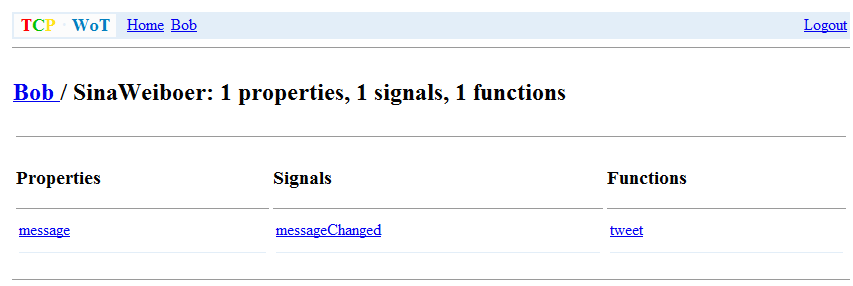 TCP WoT Home Bob Logout
Bob / SinaWeiboer: 1 properties, 1 signals, 1 functions
Properties Signals Functions
message messageChanged tweet